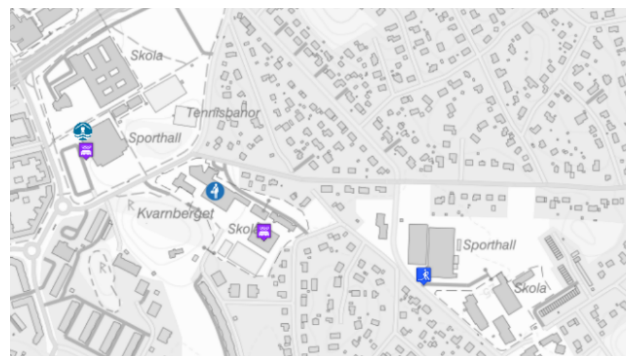 Skola
Tennisbanor
Sporthall
Kvarnberget
Skola
Sporthall
Skola